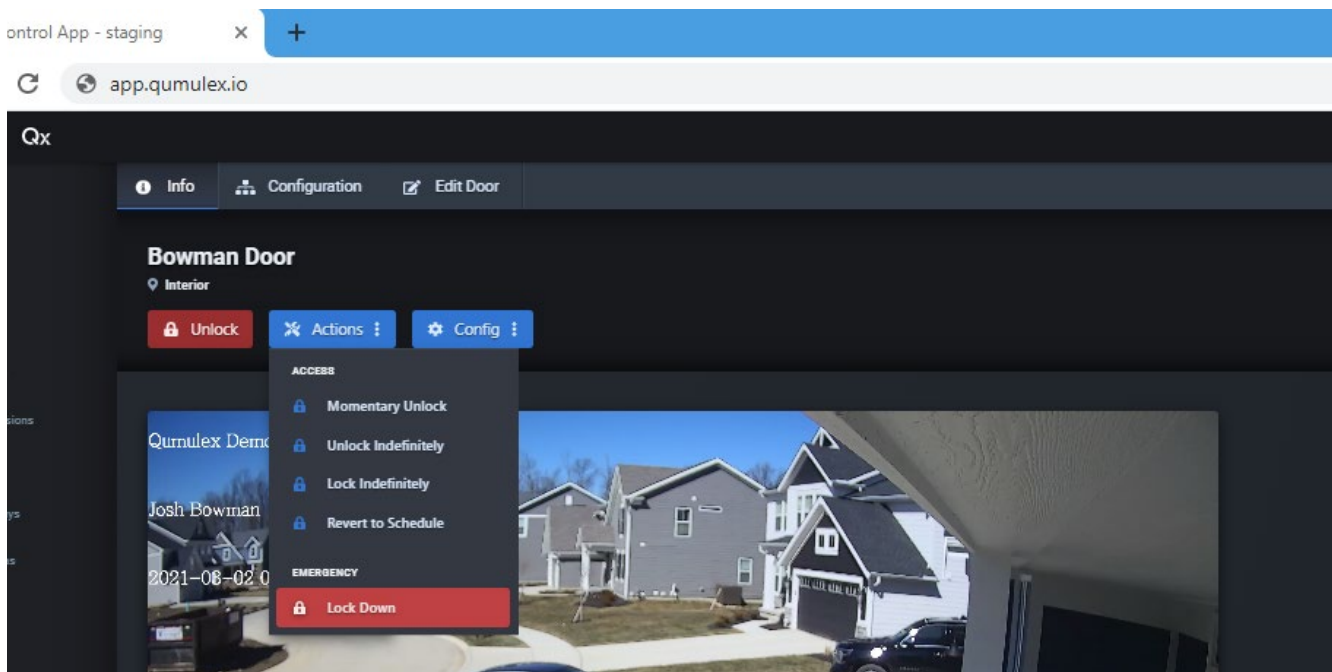 ontrol App - staging
app.qumulex.io
Qx
Info Configuration Edit Door
Bowman Door
Interior
Unlock Actions Config
ACCESS
Momentary Unlock
Unlock Indefinitely
Lock Indefinitely
Revert to Schedule
EMERGENCY
Lock Down
sions
ys
Qumulex Demo
Josh Bowman
2021-08-02 0